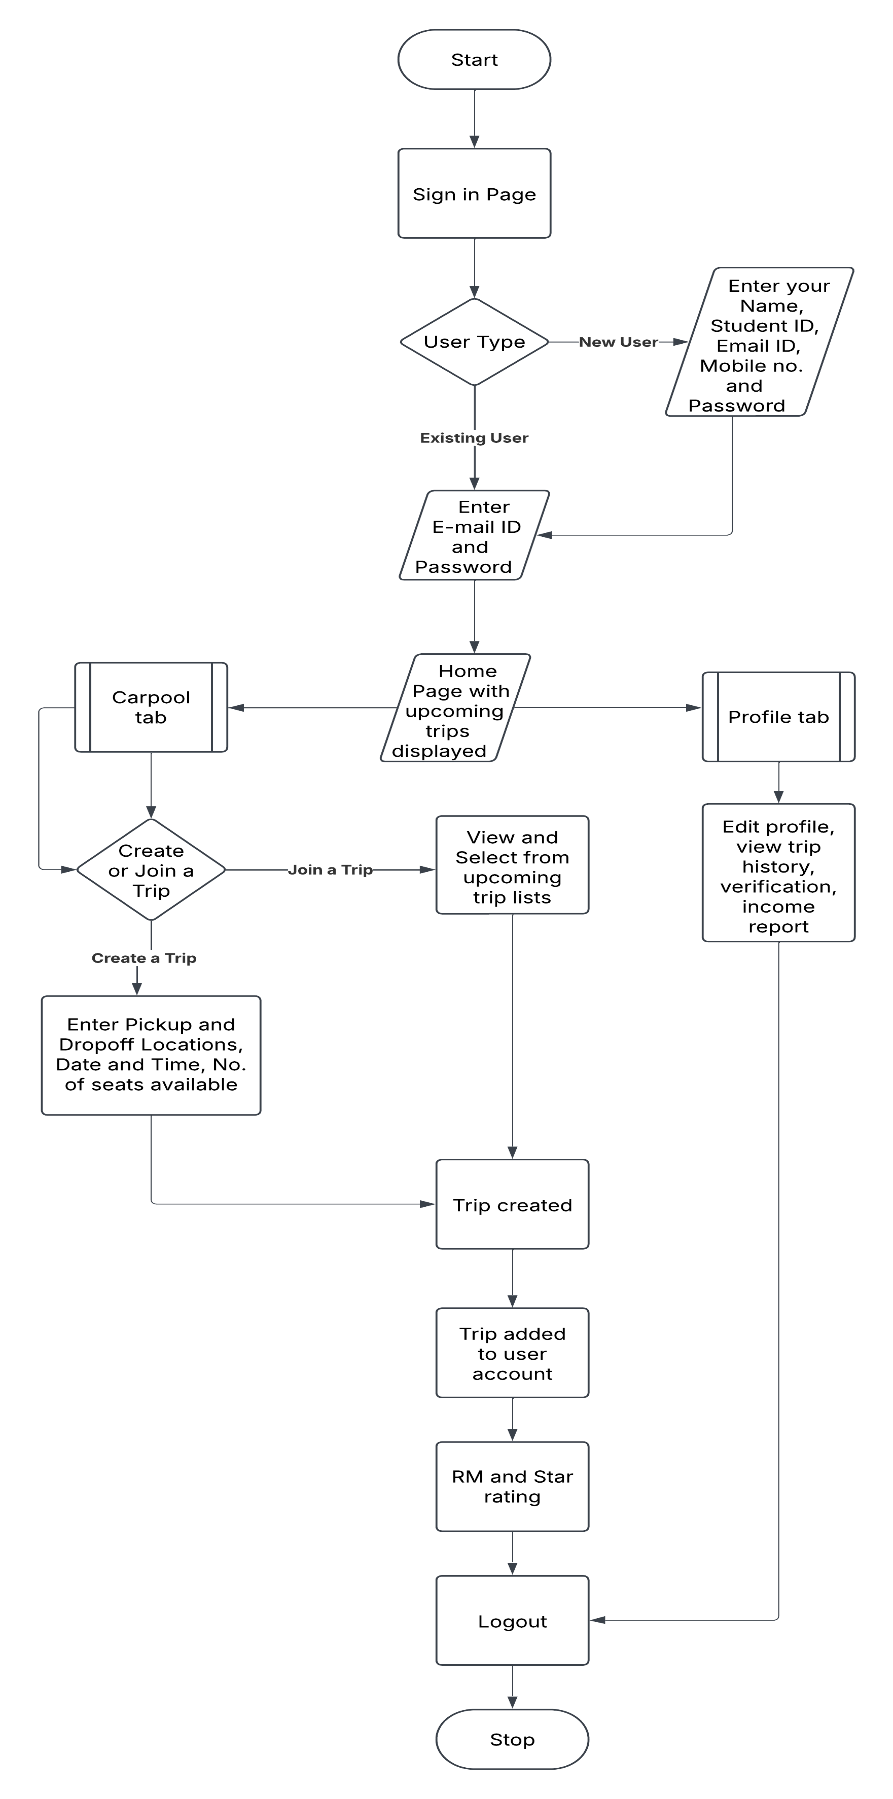 Start
Sign in Page
User Type
New User
Enter your
Name,
Student ID,
Email ID,
Mobile no.
and
Password
Existing User
Enter
E-mail ID
and
Password
Home
Page with
upcoming
trips
displayed
Carpool
tab
Profile tab
Create
or Join a
Trip
Join a Trip
View and
Select from
upcoming
trip lists
Edit profile,
view trip
history,
verification,
income
report
Create a Trip
Enter Pickup and
Dropoff Locations,
Date and Time, No.
of seats available
Trip created
Trip added
to user
account
RM and Star
rating
Logout
Stop